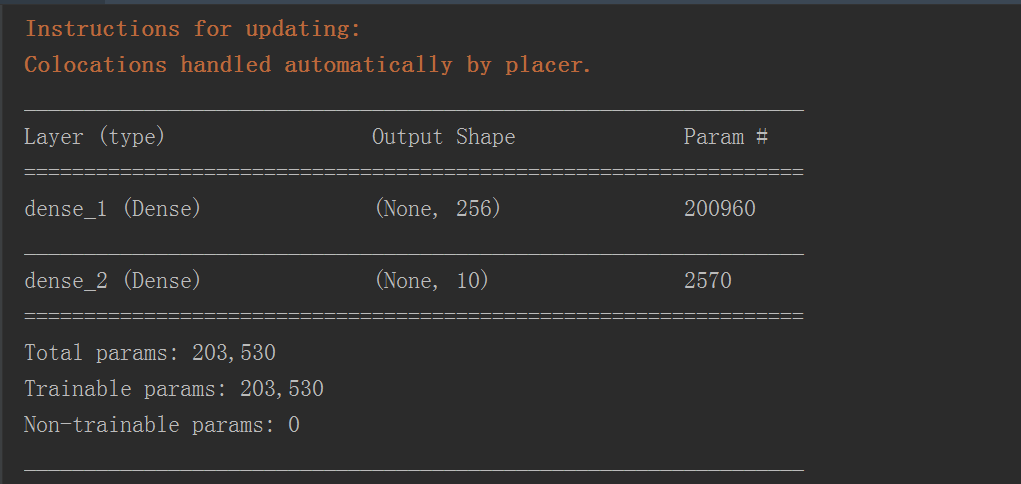 Instructions for updating:
Colocations handled automatically by placer.
_________________________________________________________________
Layer (type)                 Output Shape              Param #
=================================================================
dense_1 (Dense)              (None, 256)               200960
_________________________________________________________________
dense_2 (Dense)              (None, 10)                2570
=================================================================
Total params: 203,530
Trainable params: 203,530
Non-trainable params: 0
_________________________________________________________________